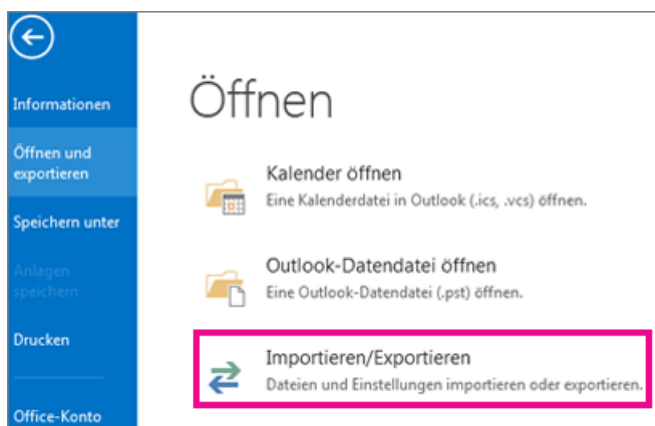 Informationen
Öffnen und
exportieren
Speichern unter
Anlagen
speichern
Drucken
Office-Konto
Öffnen
Kalender öffnen
Eine Kalenderdatei in Outlook (.ics, .vcs) öffnen.
Outlook-Datendatei öffnen
Eine Outlook-Datendatei (.pst) öffnen.
Importieren/Exportieren
Dateien und Einstellungen importieren oder exportieren.